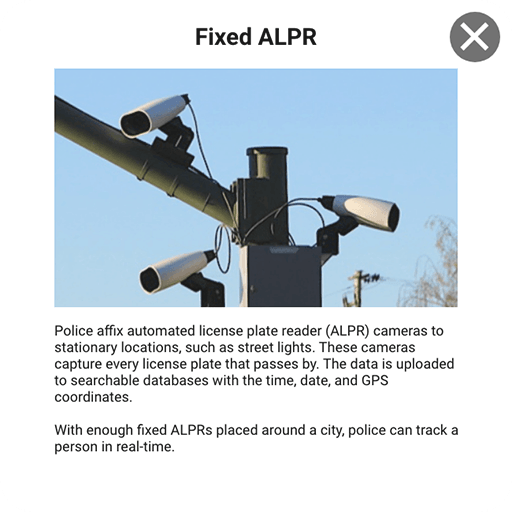 Fixed ALPR
Police affix automated license plate reader (ALPR) cameras to
stationary locations, such as street lights. These cameras
capture every license plate that passes by. The data is uploaded
to searchable databases with the time, date, and GPS
coordinates.
With enough fixed ALPRs placed around a city, police can track a
person in real-time.